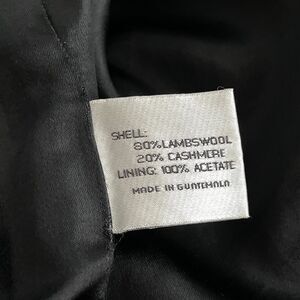 SHELL:
80% LAMBSWOOL
20% CASHMERE
LINING: 100% ACETATE
MADE IN GUATEMALA